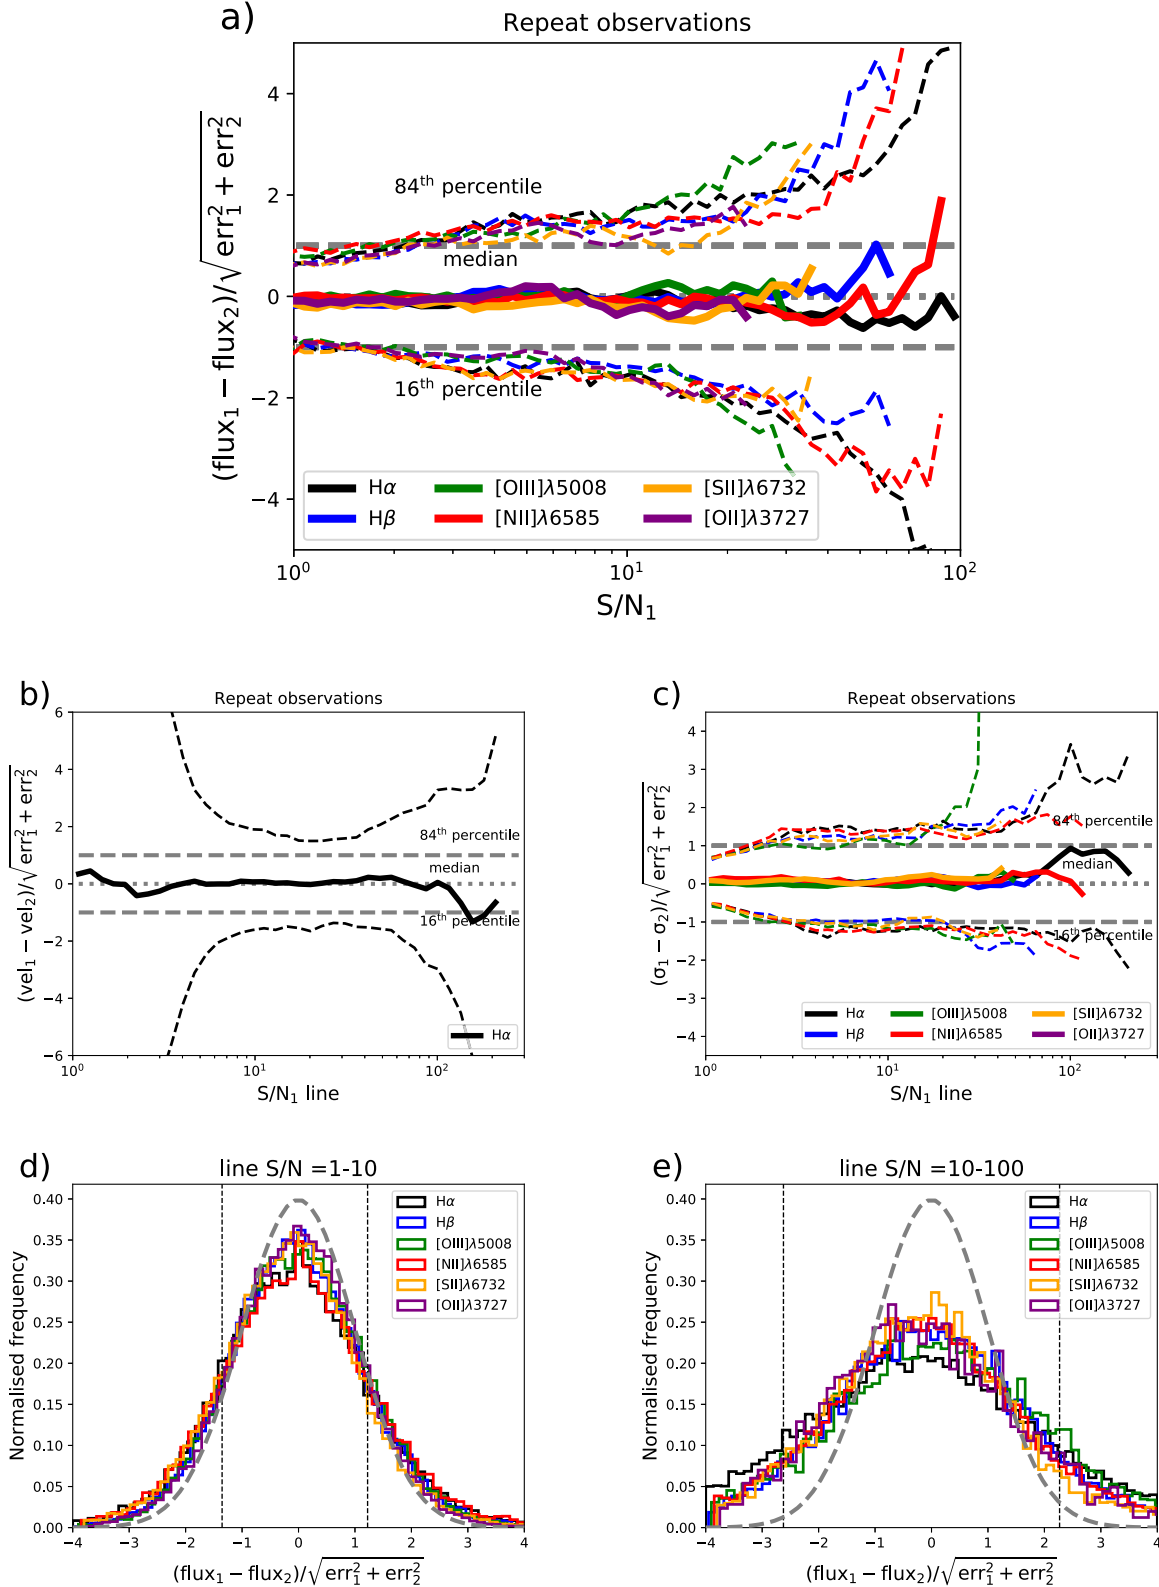 a)
Repeat observations
(flux₁ − flux₂)/√err₁² + err₂²
4
2
0
−2
−4
84ᵗʰ percentile
median
16ᵗʰ percentile
Hα
Hβ
[OIII]λ5008
[NII]λ6585
[SII]λ6732
[OII]λ3727
10⁰ 10¹ 10²
S/N₁
b)
Repeat observations
(vel₁ − vel₂)/√err₁² + err₂²
6
4
2
0
−2
−4
−6
84ᵗʰ percentile
median
16ᵗʰ percentile
Hα
10⁰ 10¹ 10²
S/N₁ line
c)
Repeat observations
(σ₁ − σ₂)/√err₁² + err₂²
4
3
2
1
0
−1
−2
−3
−4
84ᵗʰ percentile
median
16ᵗʰ percentile
Hα
Hβ
[OIII]λ5008
[NII]λ6585
[SII]λ6732
[OII]λ3727
10⁰ 10¹ 10²
S/N₁ line
d)
line S/N =1-10
Normalised frequency
0.40
0.35
0.30
0.25
0.20
0.15
0.10
0.05
0.00
Hα
Hβ
[OIII]λ5008
[NII]λ6585
[SII]λ6732
[OII]λ3727
−4 −3 −2 −1 0 1 2 3 4
(flux₁ − flux₂)/√err₁² + err₂²
e)
line S/N =10-100
Normalised frequency
0.40
0.35
0.30
0.25
0.20
0.15
0.10
0.05
0.00
Hα
Hβ
[OIII]λ5008
[NII]λ6585
[SII]λ6732
[OII]λ3727
−4 −3 −2 −1 0 1 2 3 4
(flux₁ − flux₂)/√err₁² + err₂²